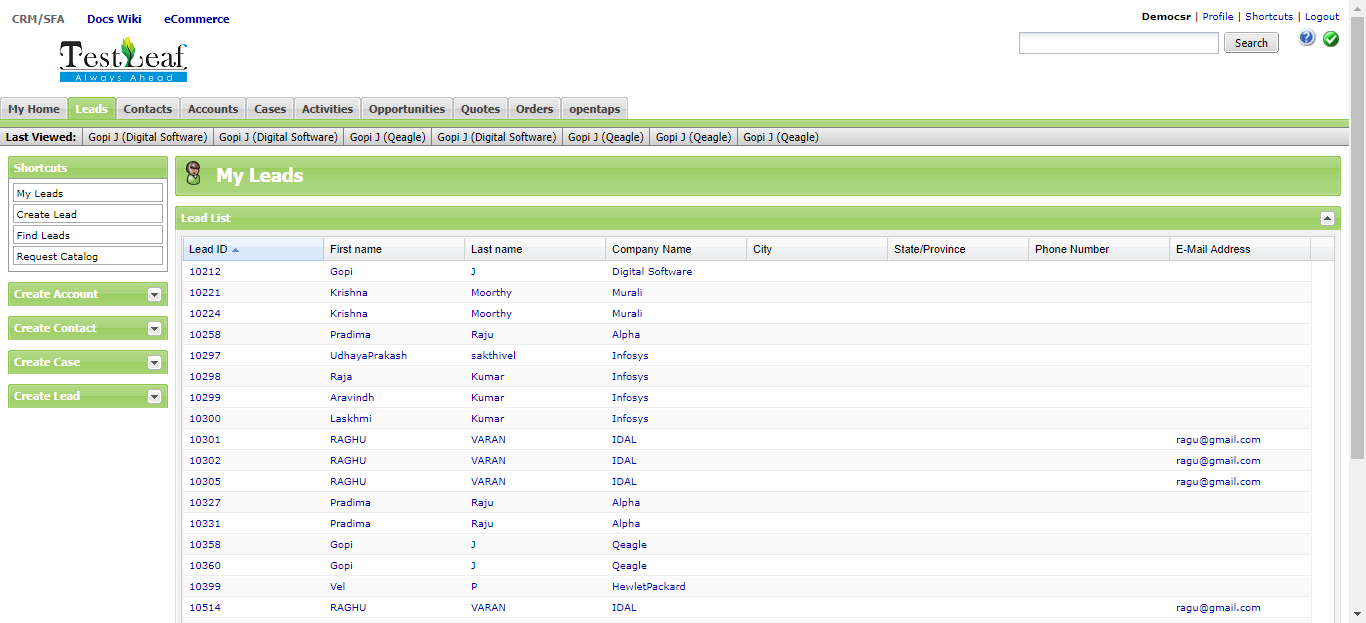 CRM/SFA Docs Wiki eCommerce
Democsr | Profile | Shortcuts | Logout
Search
TestLeaf
Always Ahead
My Home Leads Contacts Accounts Cases Activities Opportunities Quotes Orders opentaps
Last Viewed: Gopi J (Digital Software) Gopi J (Digital Software) Gopi J (Qeagle) Gopi J (Digital Software) Gopi J (Qeagle) Gopi J (Qeagle) Gopi J (Qeagle)
Shortcuts
My Leads
Create Lead
Find Leads
Request Catalog
Create Account
Create Contact
Create Case
Create Lead
My Leads
Lead List
Lead ID First name Last name Company Name City State/Province Phone Number E-Mail Address
10212 Gopi J Digital Software
10221 Krishna Moorthy Murali
10224 Krishna Moorthy Murali
10258 Pradima Raju Alpha
10297 UdhayaPrakash sakthivel Infosys
10298 Raja Kumar Infosys
10299 Aravindh Kumar Infosys
10300 Laskhmi Kumar Infosys
10301 RAGHU VARAN IDAL ragu@gmail.com
10302 RAGHU VARAN IDAL ragu@gmail.com
10305 RAGHU VARAN IDAL ragu@gmail.com
10327 Pradima Raju Alpha
10331 Pradima Raju Alpha
10358 Gopi J Qeagle
10360 Gopi J Qeagle
10399 Vel P HewletPackard
10514 RAGHU VARAN IDAL ragu@gmail.com